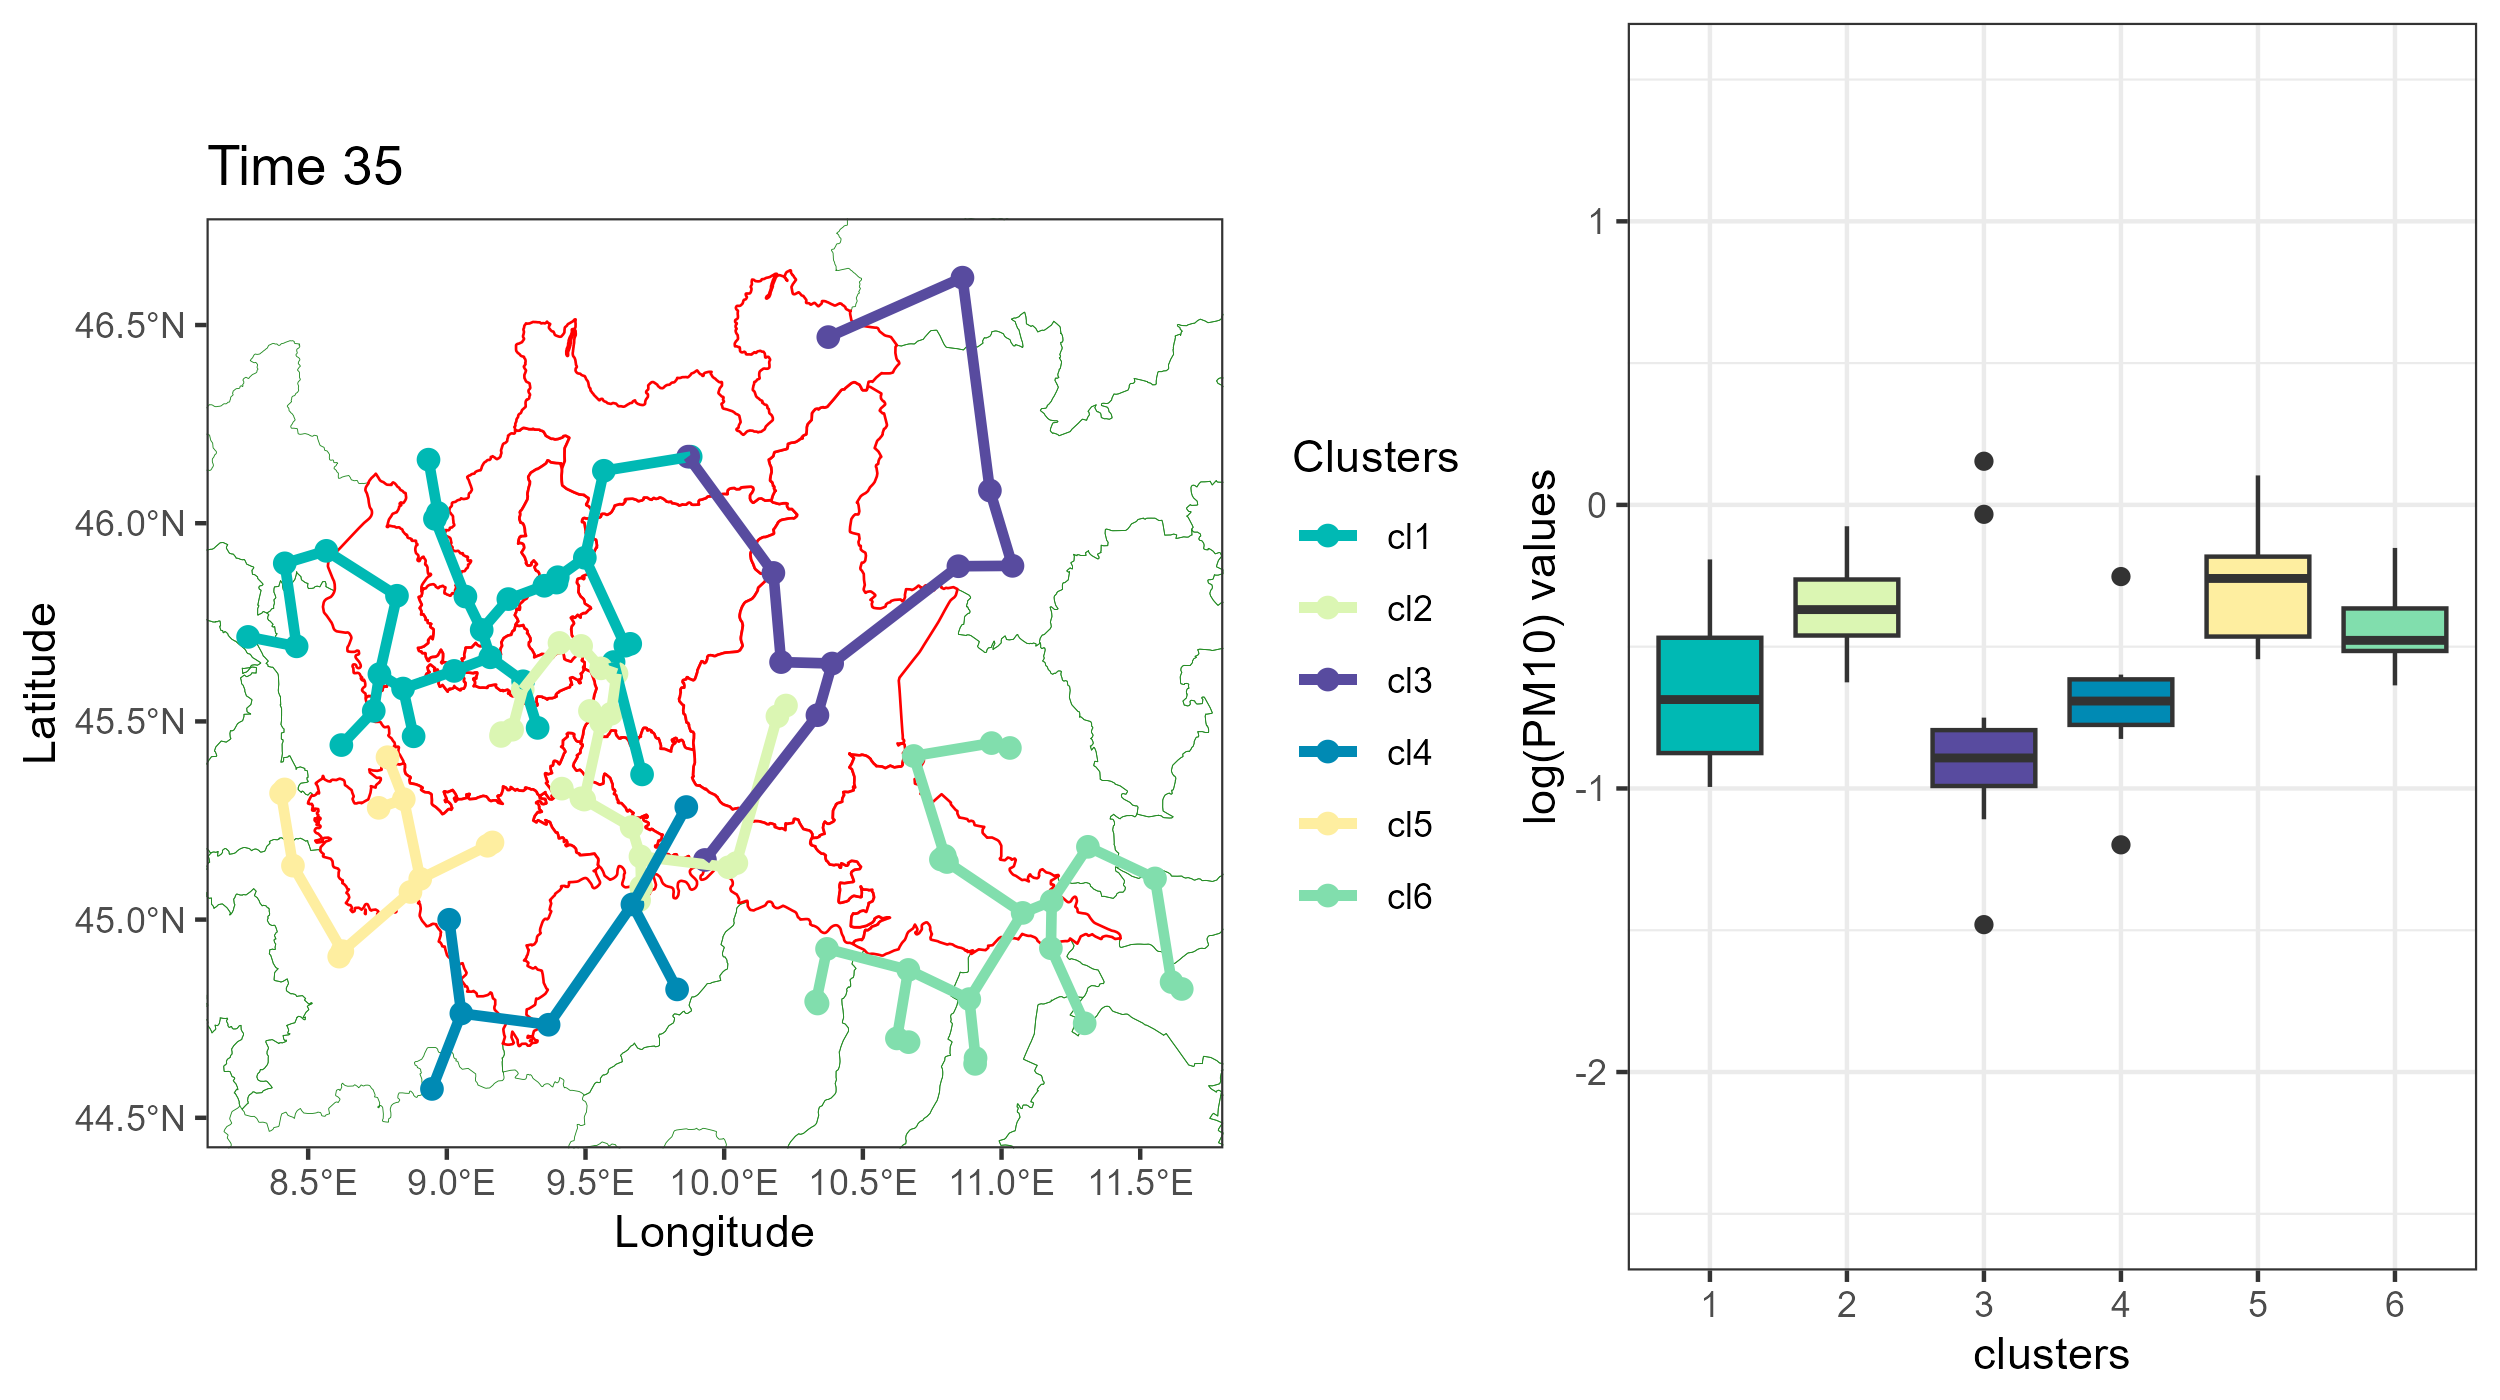 Time 35
Latitude
46.5°N
46.0°N
45.5°N
45.0°N
44.5°N
8.5°E 9.0°E 9.5°E 10.0°E 10.5°E 11.0°E 11.5°E
Longitude
Clusters
cl1
cl2
cl3
cl4
cl5
cl6
log(PM10) values
1
0
-1
-2
1 2 3 4 5 6
clusters